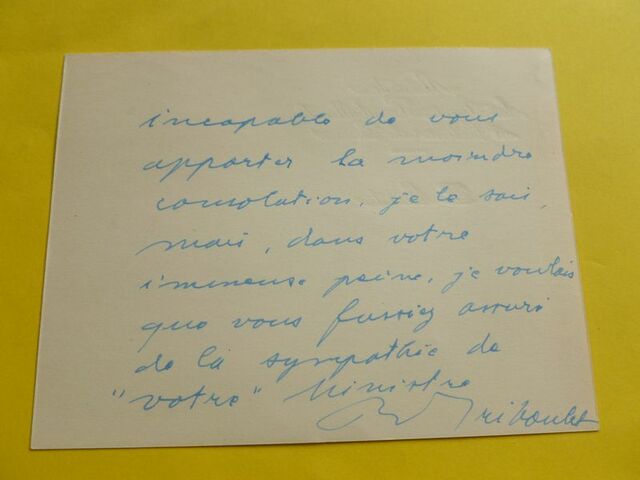 incapable de vous
apporter la moindre
consolation, je le sais,
mais, dans votre
immense peine, je voulais
que vous fussiez assuré
de la sympathie de
"votre" Ministre
Triboulet